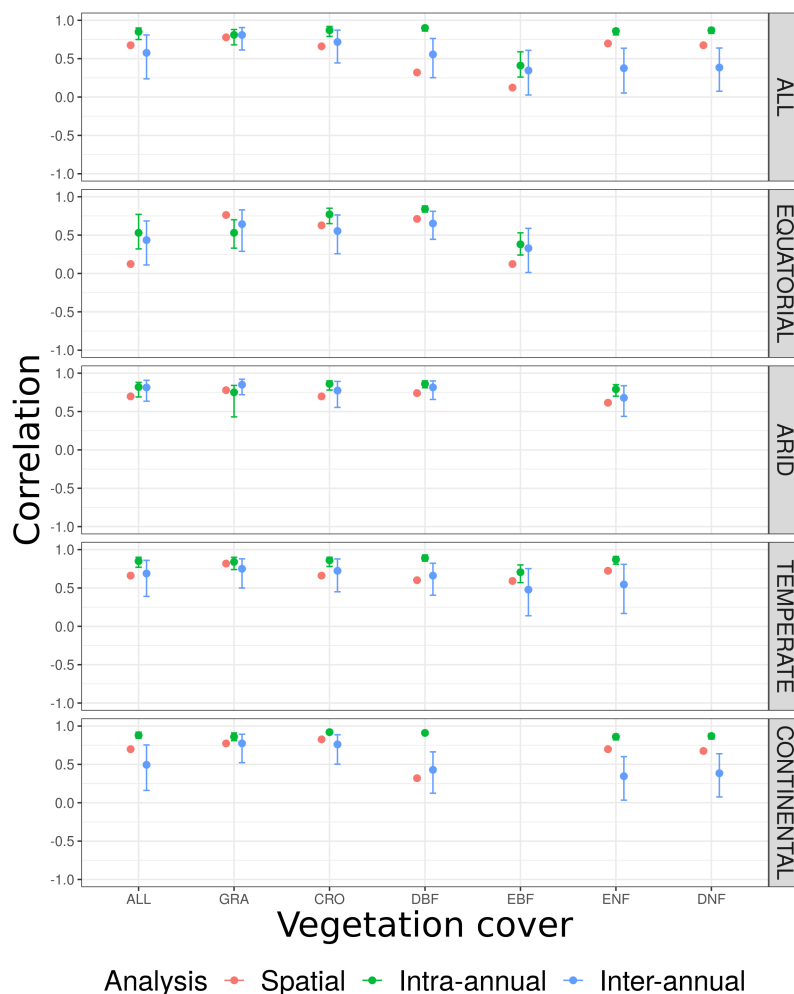 1.0
0.5
0.0
-0.5
-1.0
ALL
1.0
0.5
0.0
-0.5
-1.0
EQUATORIAL
1.0
0.5
0.0
-0.5
-1.0
ARID
1.0
0.5
0.0
-0.5
-1.0
TEMPERATE
1.0
0.5
0.0
-0.5
-1.0
CONTINENTAL
Correlation
ALL GRA CRO DBF EBF ENF DNF
Vegetation cover
Analysis Spatial Intra-annual Inter-annual